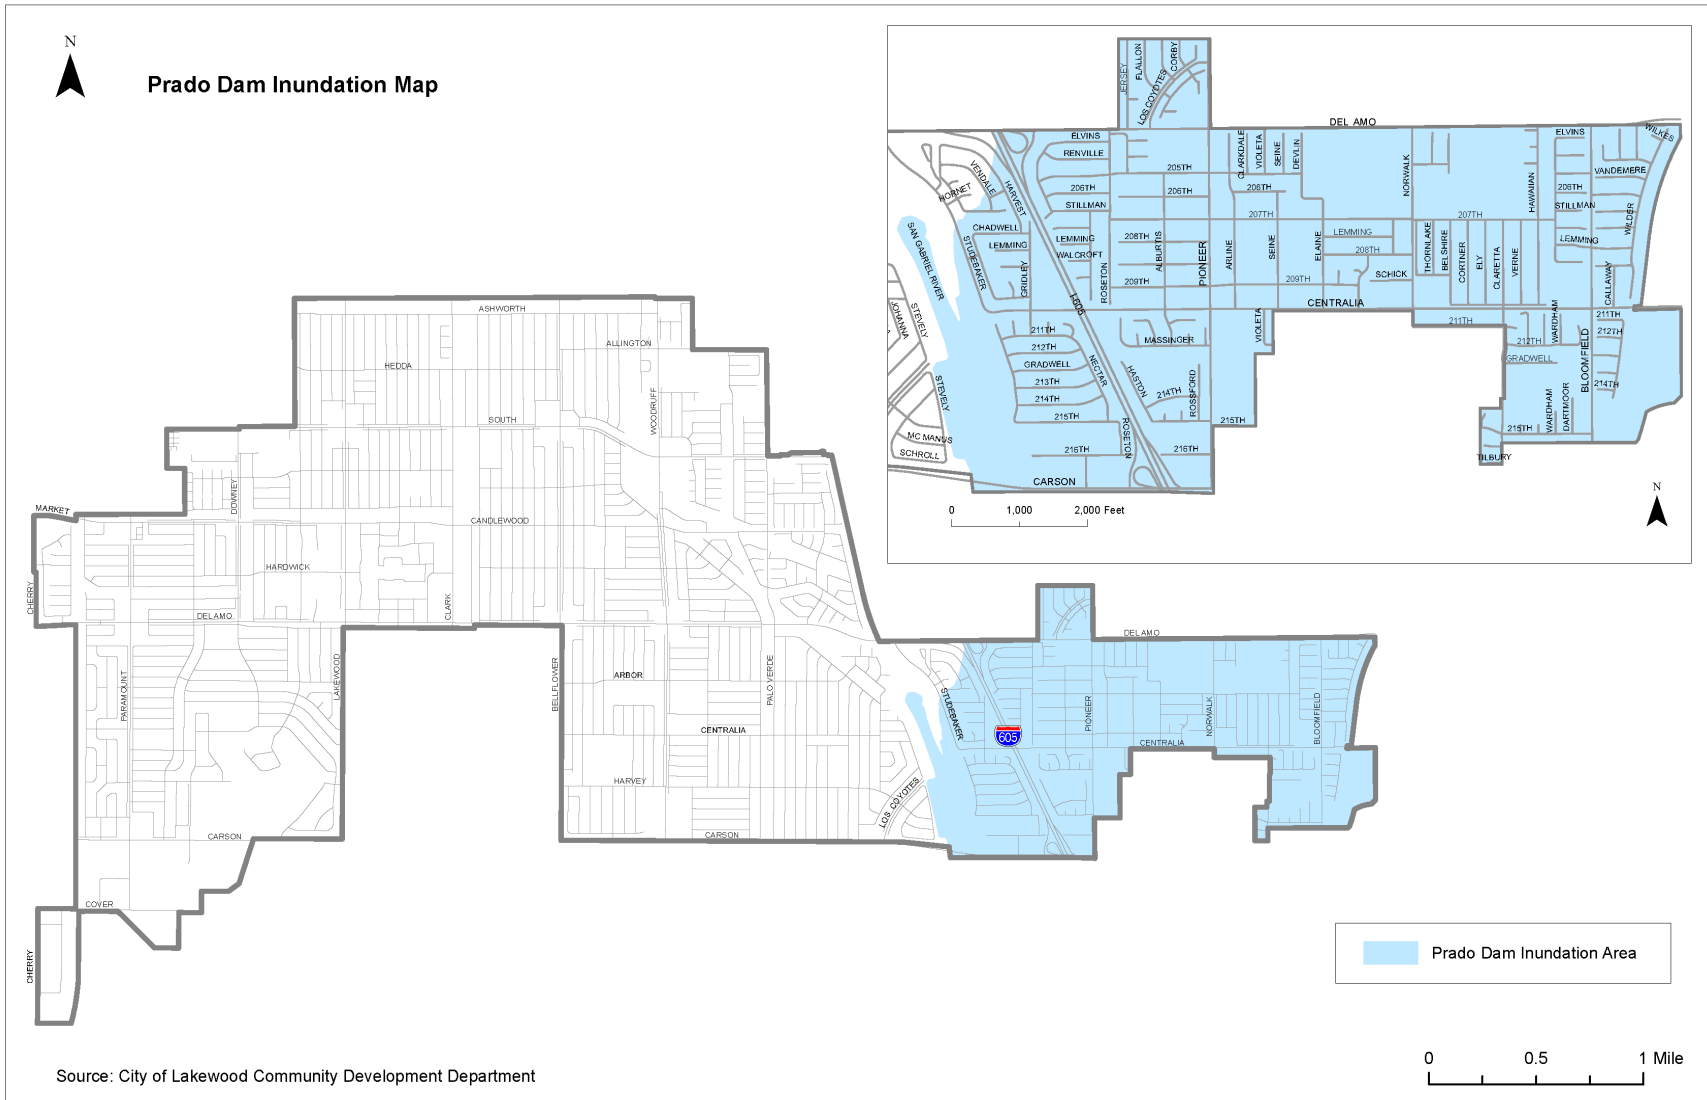 N
Prado Dam Inundation Map
JERSEY
FLALLON
CORBY
LOS COYOTES
DEL AMO
ELVINS
RENVILLE
205TH
CLARKDALE
VIOLETA
SEINE
DEVLIN
NORWALK
HAWAIIAN
ELVINS
WILKES
VANDEMERE
HORNET
VENDALE
HARVEST
206TH
206TH
206TH
206TH
STILLMAN
STILLMAN
207TH
207TH
WILDER
SAN GABRIEL RIVER
CHADWELL
STUDEBAKER
LEMMING
GRIDLEY
LEMMING
WALCROFT
ROSETON
208TH
ALBURTIS
209TH
PIONEER
ARLINE
SEINE
ELAINE
LEMMING
208TH
209TH
SCHICK
THORNLAKE
BELSHIRE
CORTNER
ELY
CLARETTA
VERNE
LEMMING
CALLAWAY
CENTRALIA
I-605
JOHANNA
STEVELY
STEVELY
211TH
212TH
GRADWELL
213TH
214TH
215TH
NECTAR
MASSINGER
HASTON
214TH
ROSSFORD
VIOLETA
215TH
211TH
WARDHAM
212TH
GRADWELL
BLOOMFIELD
211TH
212TH
214TH
WARDHAM
DARTMOOR
215TH
TILBURY
MC MANUS
SCHROLL
216TH
ROSETON
216TH
CARSON
0 1,000 2,000 Feet
N
ASHWORTH
ALLINGTON
HEDDA
WOODRUFF
SOUTH
DOWNEY
MARKET
CANDLEWOOD
HARDWICK
CHERRY
CLARK
DEL AMO
DEL AMO
PARAMOUNT
LAKEWOOD
BELLFLOWER
ARBOR
PALO VERDE
STUDEBAKER
605
PIONEER
NORWALK
BLOOMFIELD
CENTRALIA
CENTRALIA
HARVEY
LOS COYOTES
CARSON
CARSON
COVER
CHERRY
Prado Dam Inundation Area
0 0.5 1 Mile
Source: City of Lakewood Community Development Department